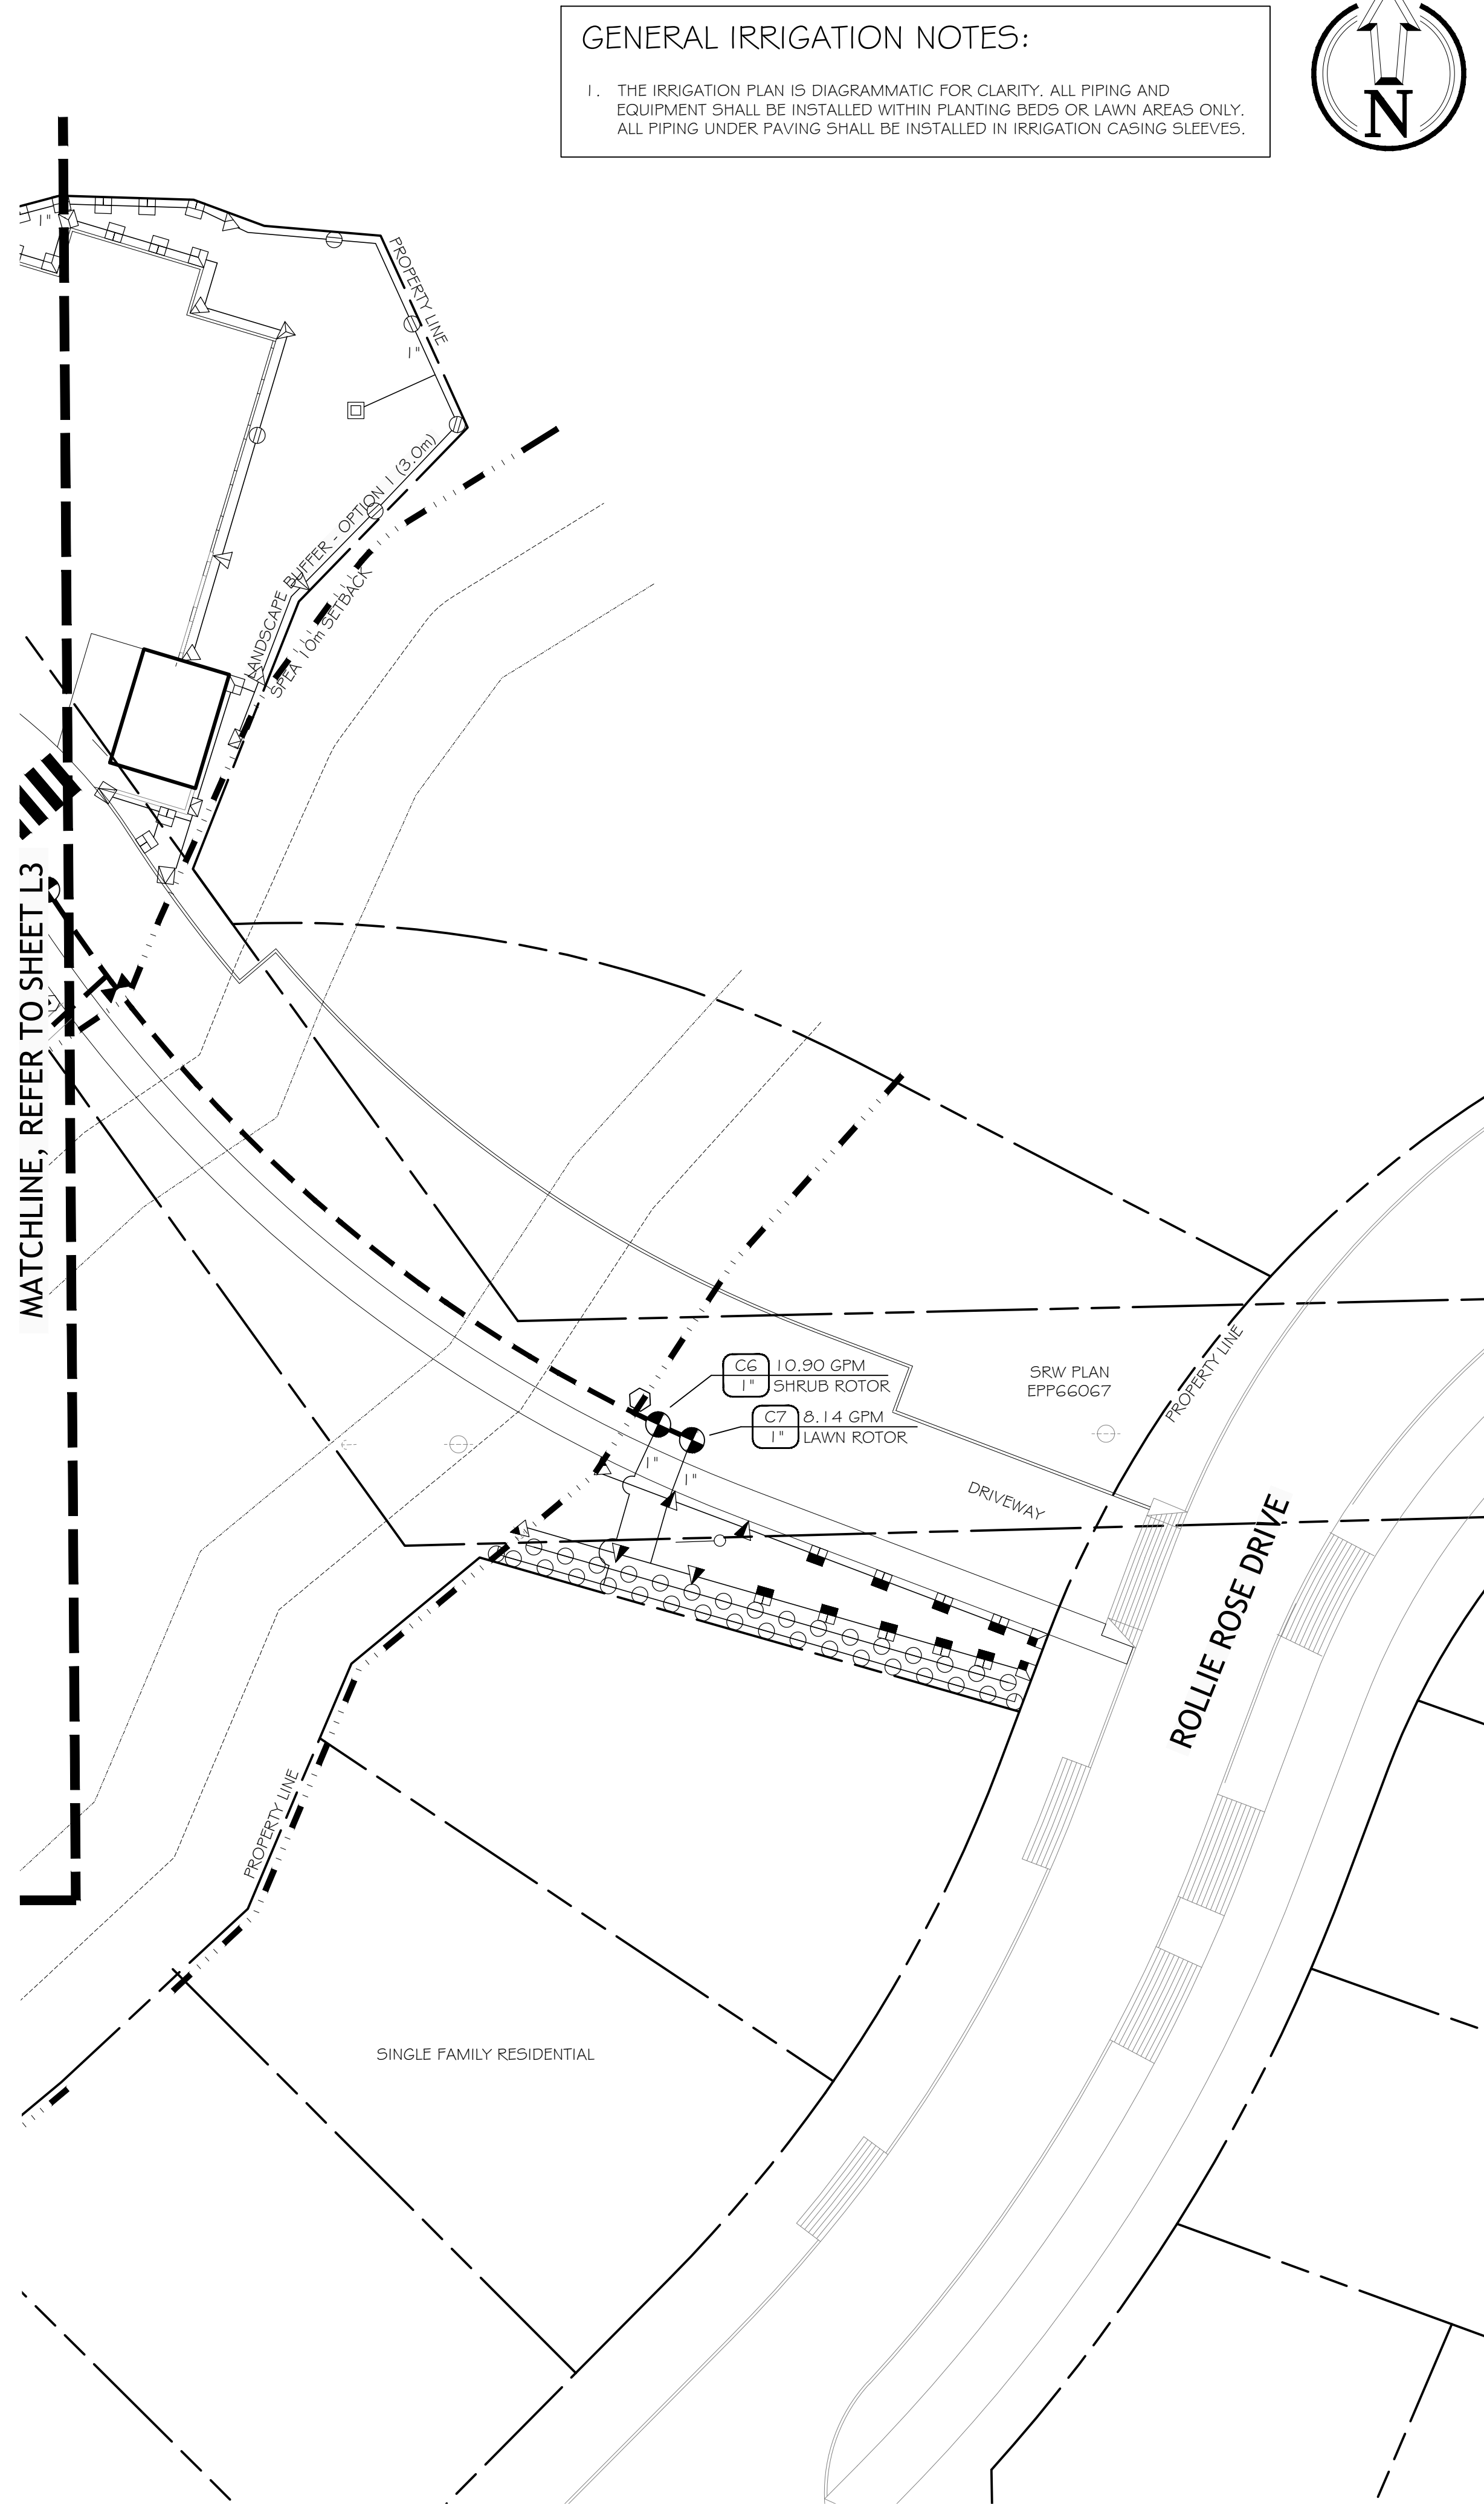 GENERAL IRRIGATION NOTES:
1. THE IRRIGATION PLAN IS DIAGRAMMATIC FOR CLARITY. ALL PIPING AND
EQUIPMENT SHALL BE INSTALLED WITHIN PLANTING BEDS OR LAWN AREAS ONLY.
ALL PIPING UNDER PAVING SHALL BE INSTALLED IN IRRIGATION CASING SLEEVES.
N
1"
PROPERTY LINE
1"
LANDSCAPE BUFFER - OPTION 1 (3.0m)
SPEA 10m SETBACK
MATCHLINE, REFER TO SHEET L3
C6 10.90 GPM
1" SHRUB ROTOR
C7 8.14 GPM
1" LAWN ROTOR
1"
1"
SRW PLAN
EPP66067
PROPERTY LINE
DRIVEWAY
ROLLIE ROSE DRIVE
PROPERTY LINE
SINGLE FAMILY RESIDENTIAL